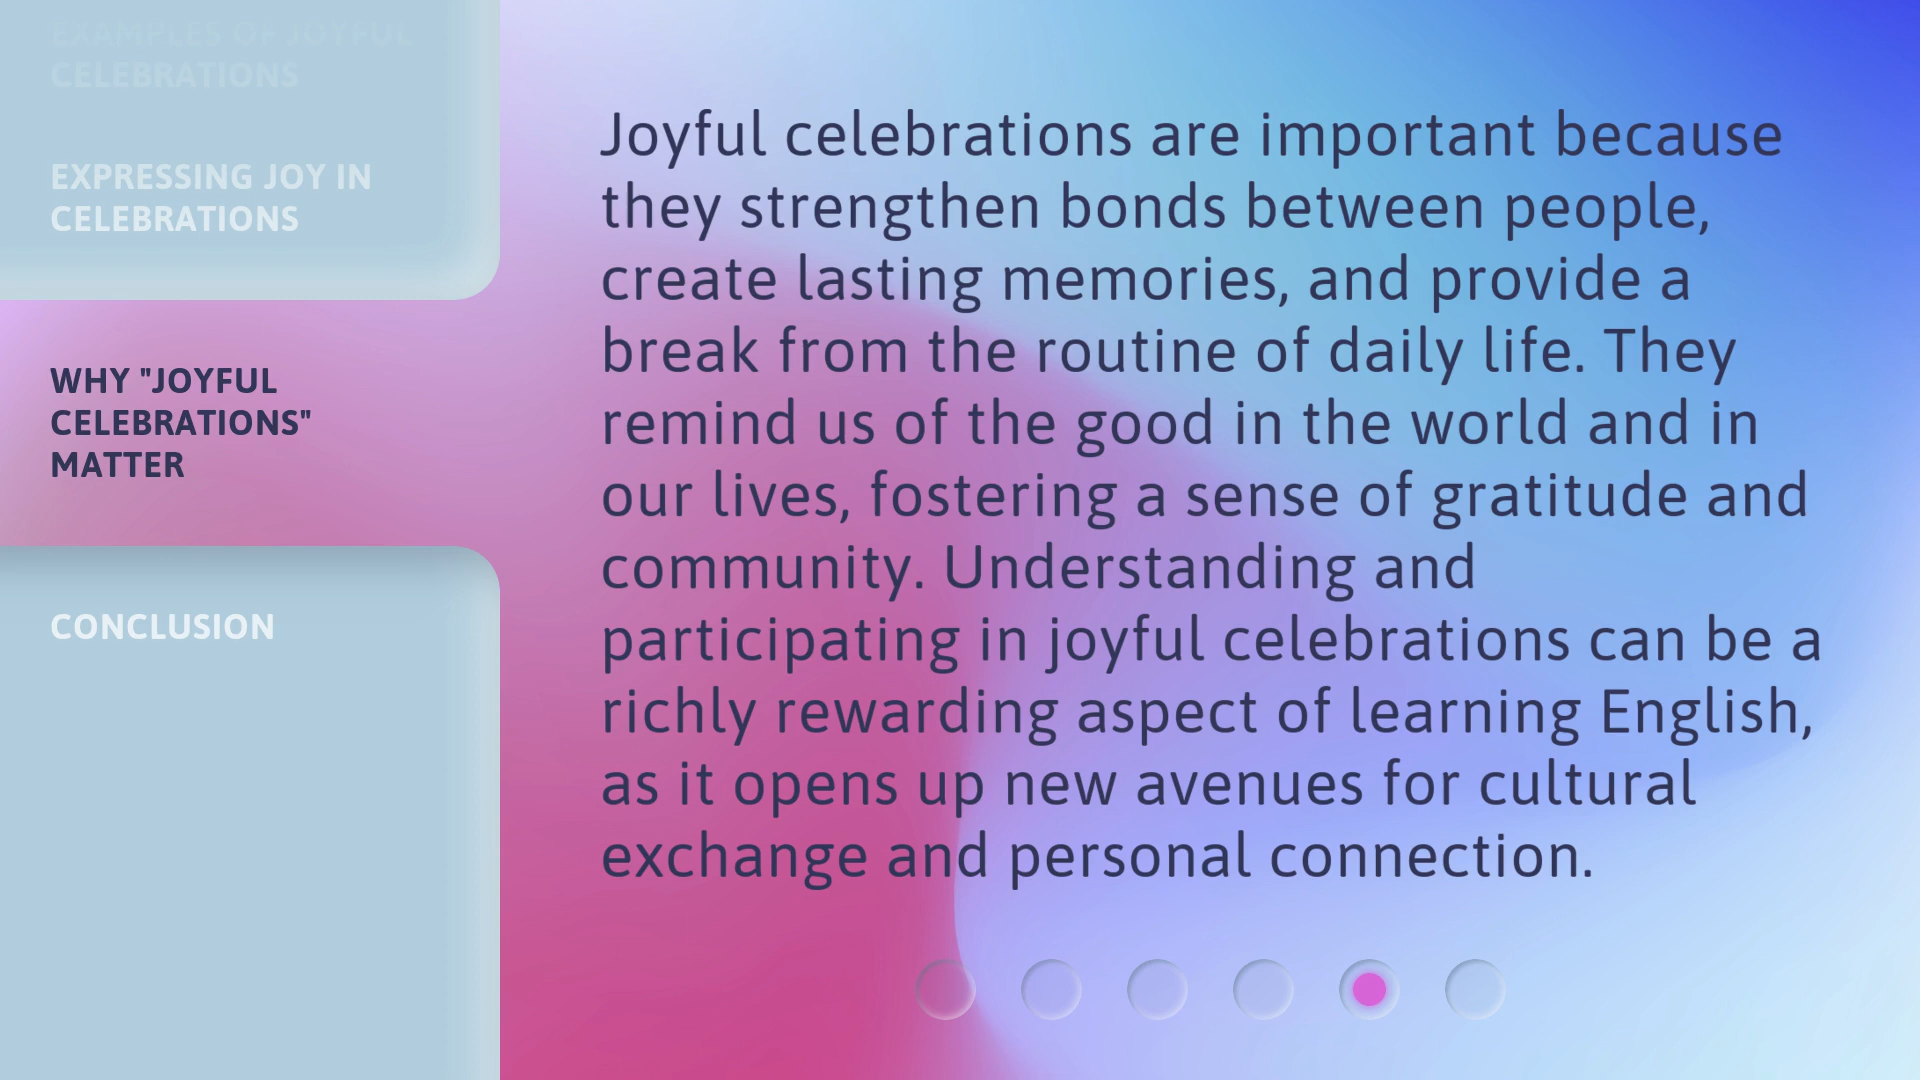 EXAMPLES OF JOYFUL
CELEBRATIONS
EXPRESSING JOY IN
CELEBRATIONS
WHY "JOYFUL
CELEBRATIONS"
MATTER
CONCLUSION
Joyful celebrations are important because
they strengthen bonds between people,
create lasting memories, and provide a
break from the routine of daily life. They
remind us of the good in the world and in
our lives, fostering a sense of gratitude and
community. Understanding and
participating in joyful celebrations can be a
richly rewarding aspect of learning English,
as it opens up new avenues for cultural
exchange and personal connection.